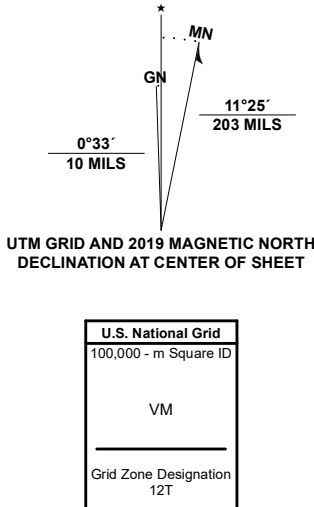 ★
MN
GN
0°33´
10 MILS
11°25´
203 MILS
UTM GRID AND 2019 MAGNETIC NORTH
DECLINATION AT CENTER OF SHEET
U.S. National Grid
100,000 - m Square ID
VM
Grid Zone Designation
12T